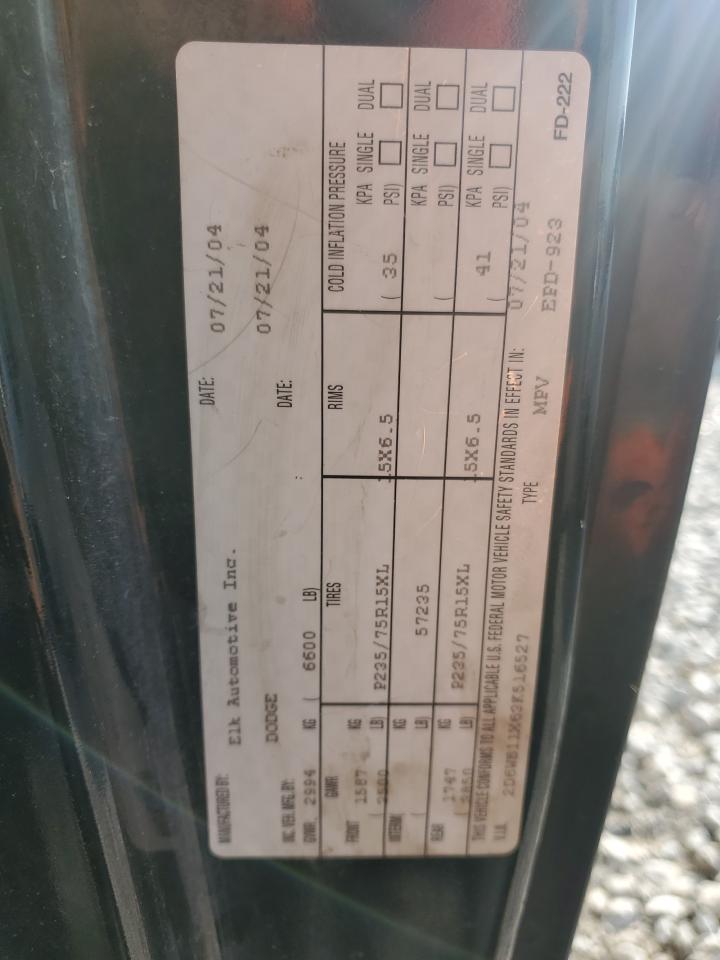 MANUFACTURED BY: Elk Automotive Inc. DATE: 07/21/04
INC. VEH. MFG. BY: DODGE DATE: 07/21/04
GVWR: 2994 KG ( 6600 LB)
GAWR TIRES RIMS COLD INFLATION PRESSURE
FRONT 1587 KG KPA SINGLE DUAL
( LB) P235/75R15XL 15X6.5 ( 35 PSI)
INTERM. KG 57235 KPA SINGLE DUAL
LB) ( PSI)
REAR 1747 KG KPA SINGLE DUAL
( 3850 LB) P235/75R15XL 15X6.5 ( 41 PSI)
THIS VEHICLE CONFORMS TO ALL APPLICABLE U.S. FEDERAL MOTOR VEHICLE SAFETY STANDARDS IN EFFECT IN: 07/21/04
V.I.N. TYPE MPV EPD-923
FD-222